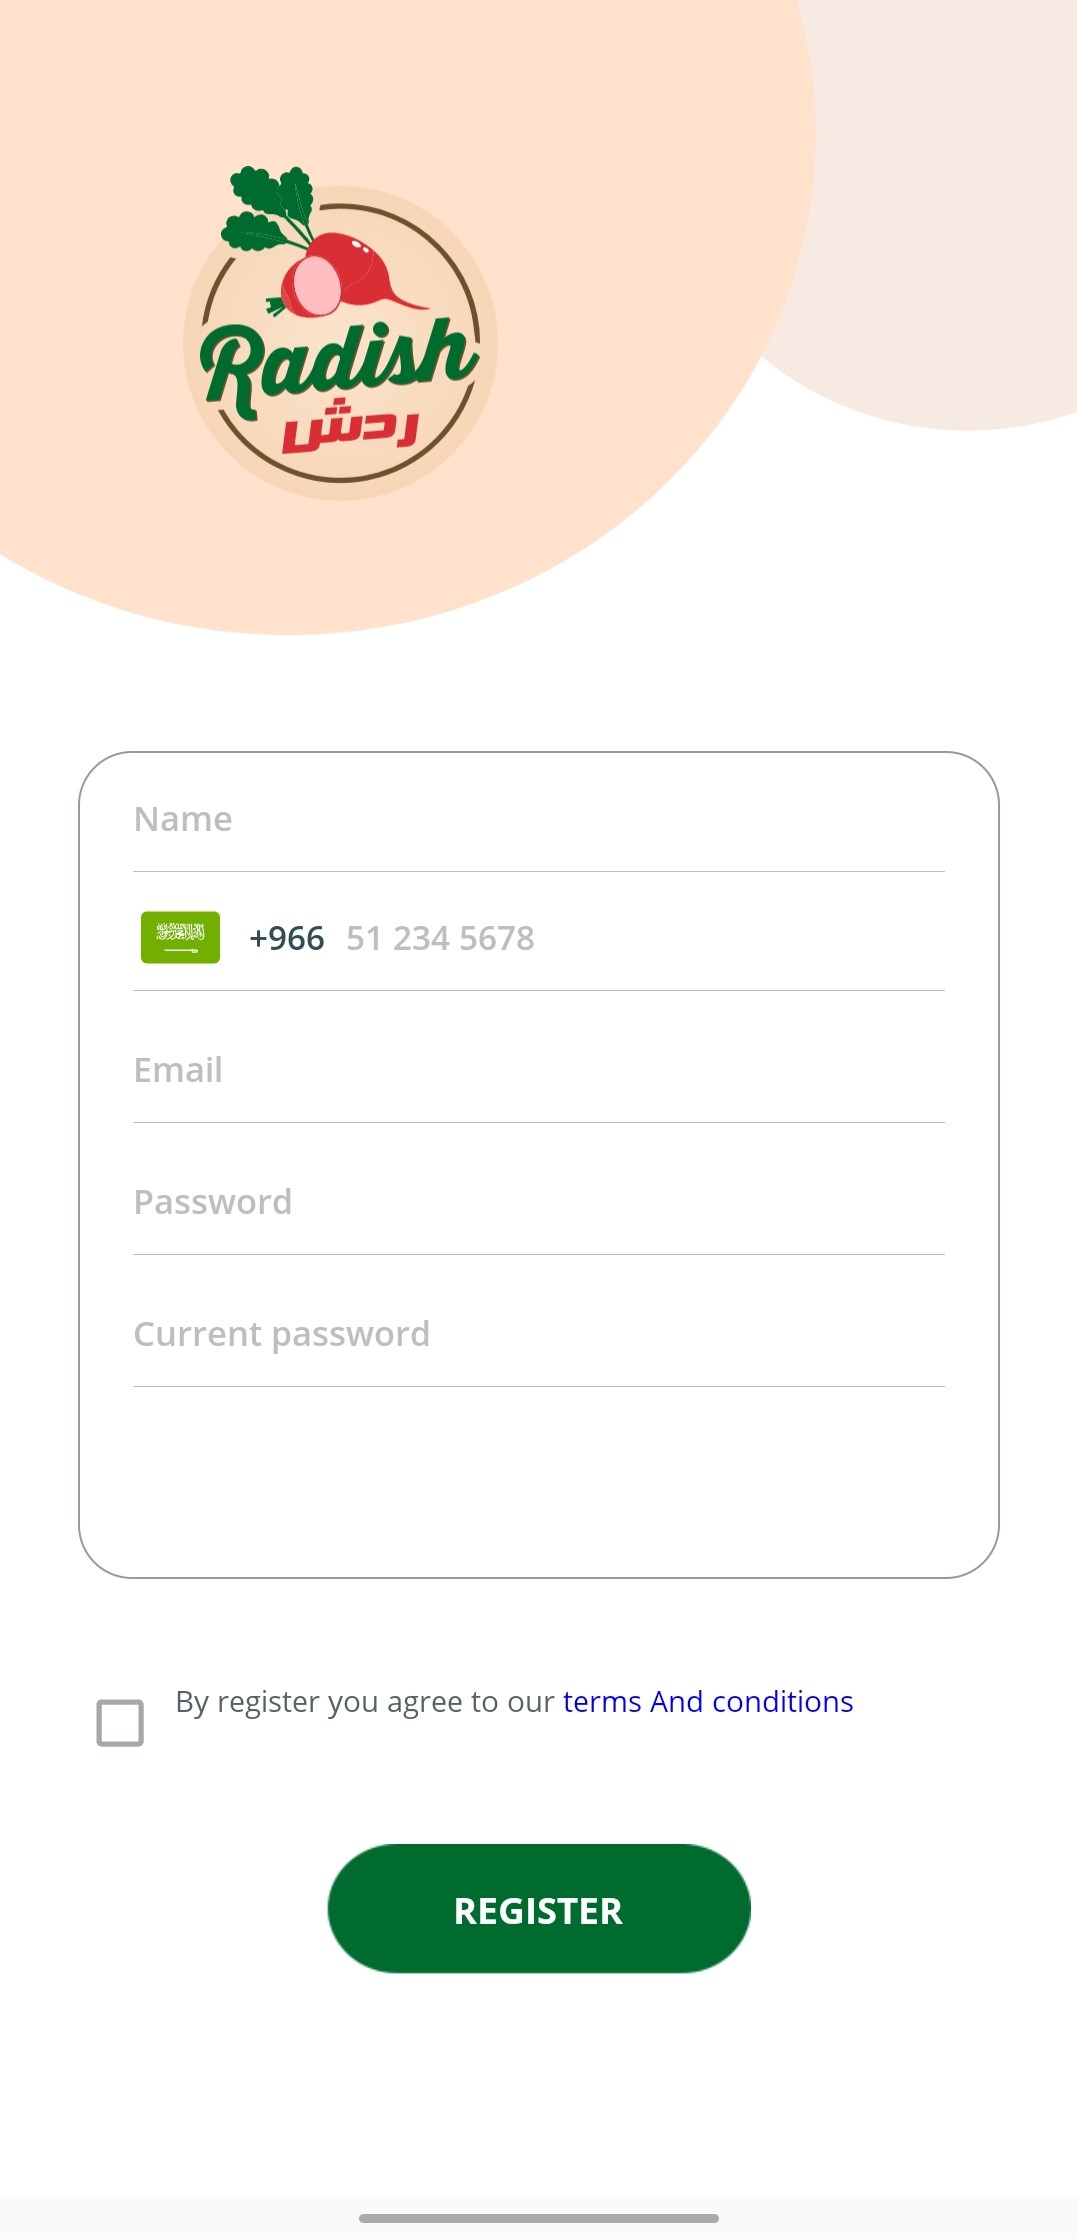 Radish
ردش
Name
+966 51 234 5678
Email
Password
Current password
By register you agree to our terms And conditions
REGISTER